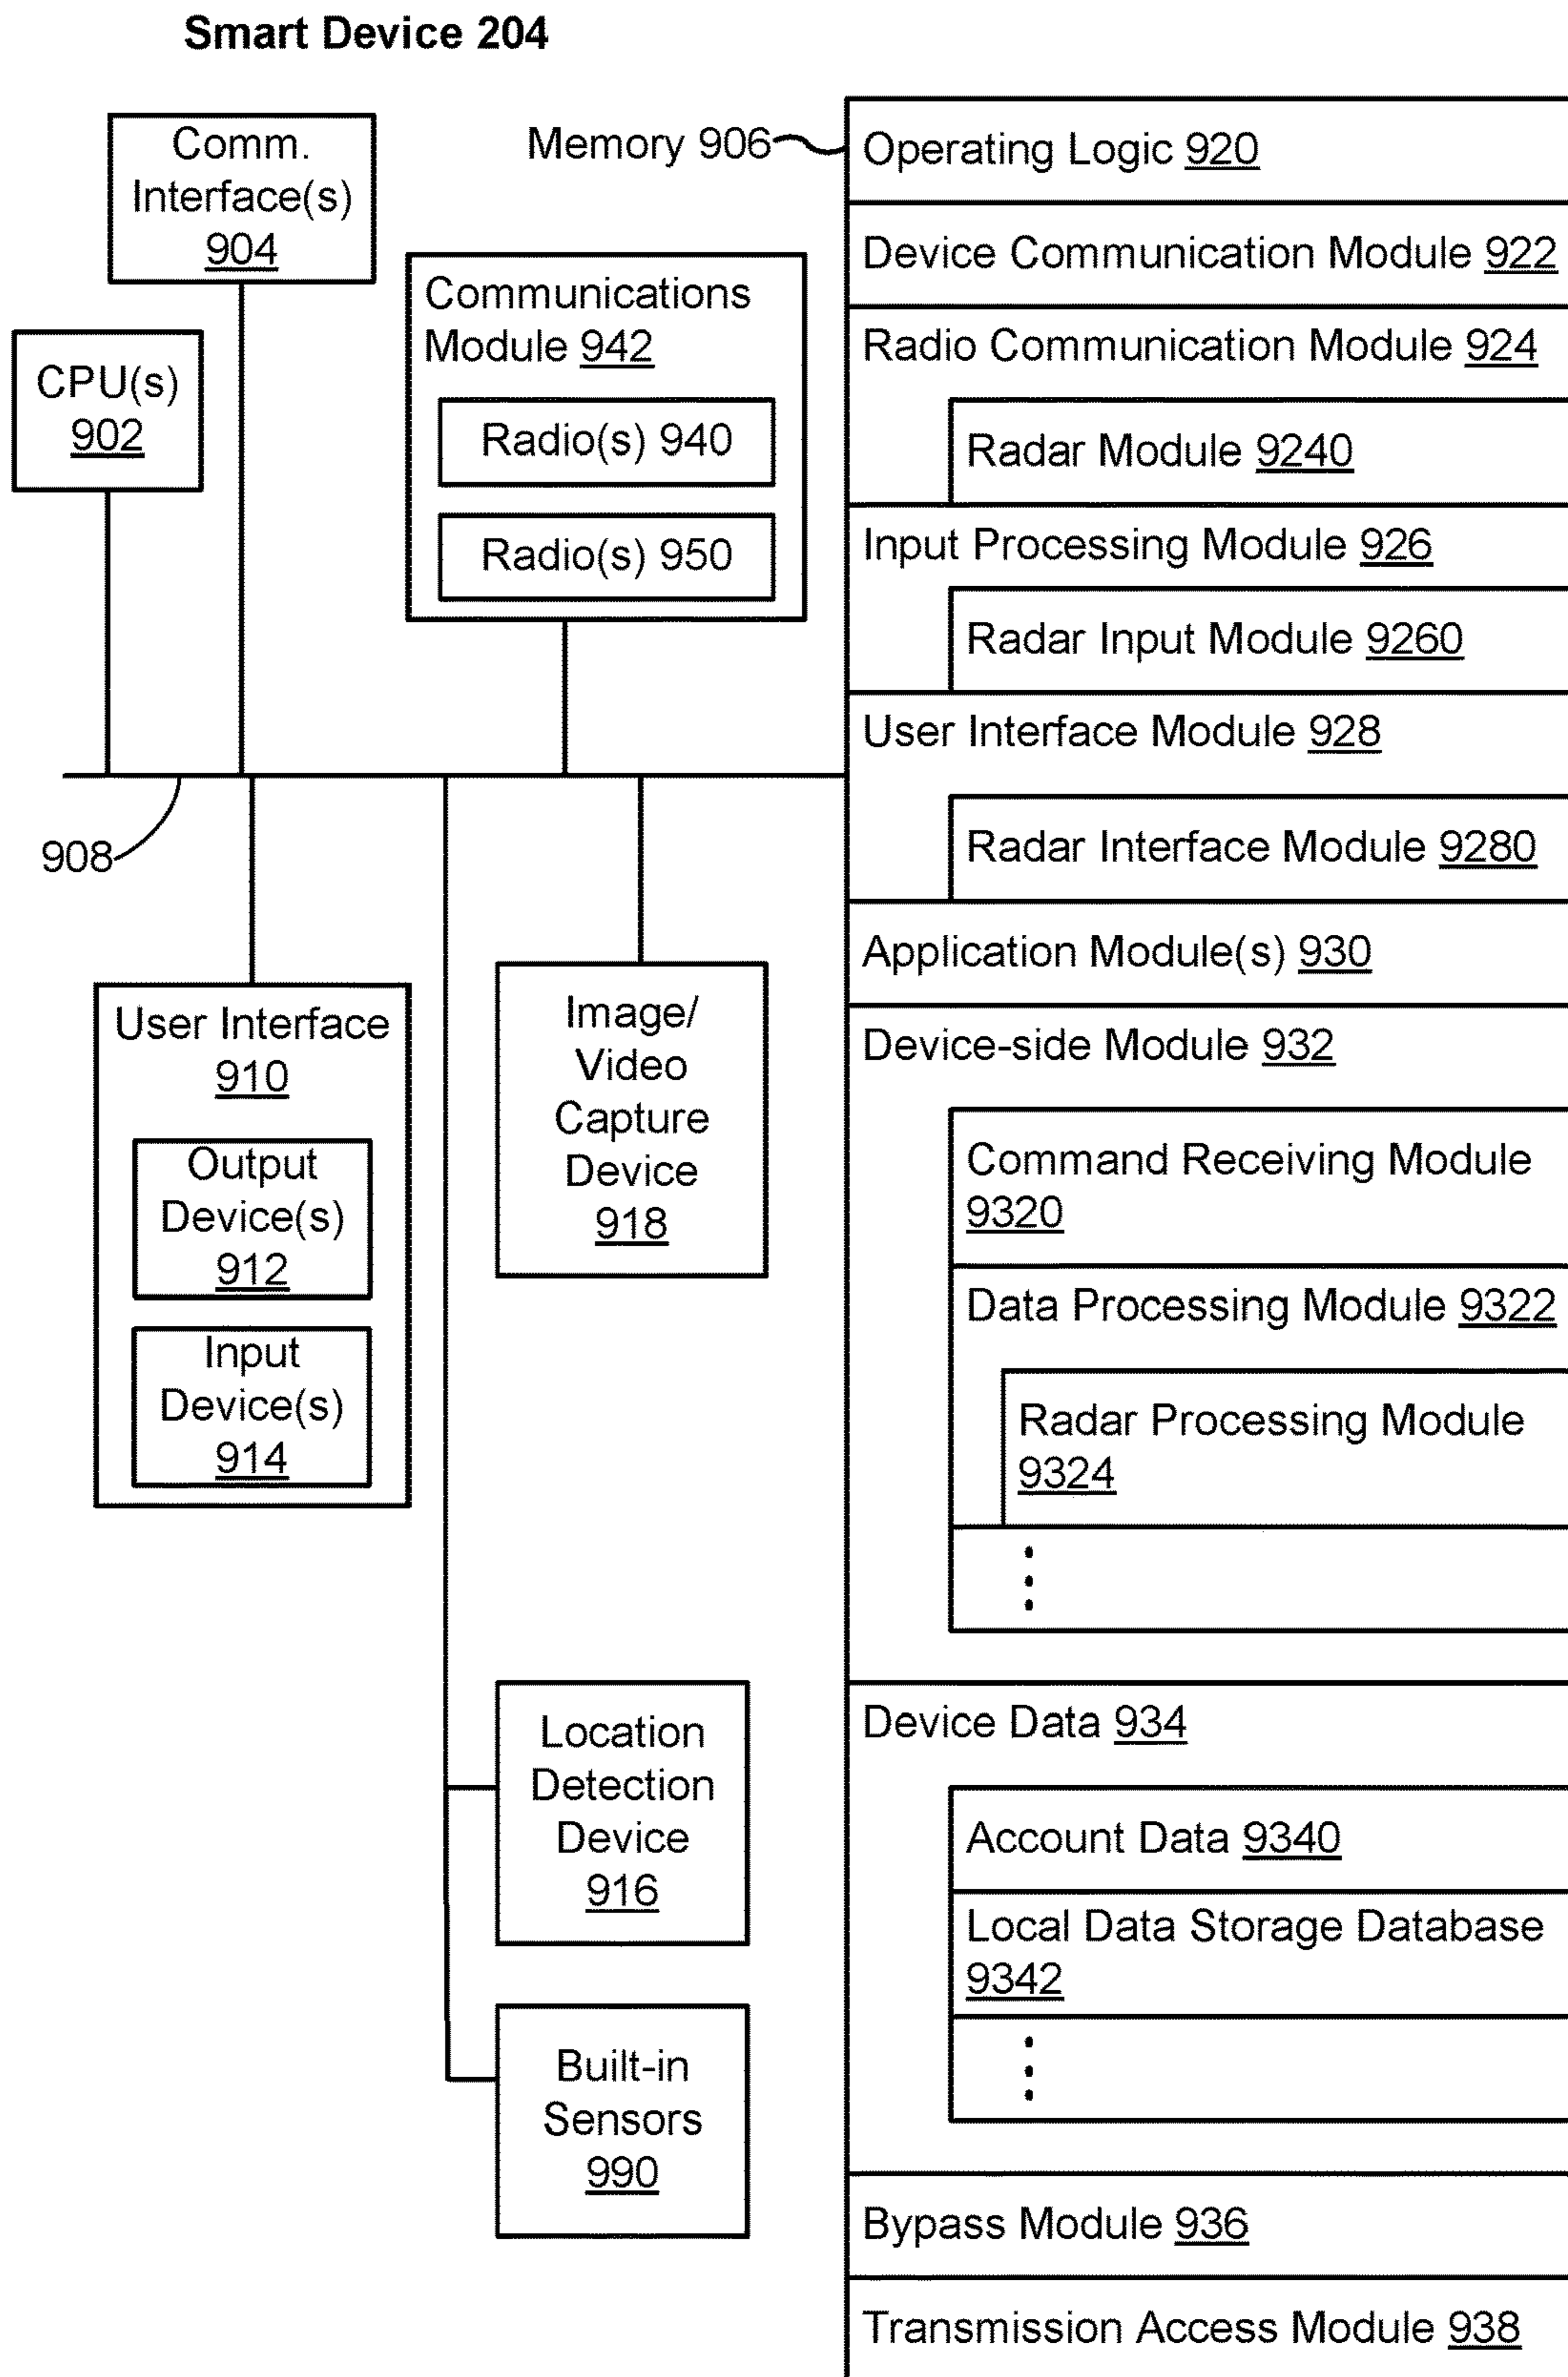 Smart Device 204
Comm.
Interface(s)
904
CPU(s)
902
Communications
Module 942
Radio(s) 940
Radio(s) 950
908
User Interface
910
Output
Device(s)
912
Input
Device(s)
914
Image/
Video
Capture
Device
918
Location
Detection
Device
916
Built-in
Sensors
990
Memory 906
Operating Logic 920
Device Communication Module 922
Radio Communication Module 924
Radar Module 9240
Input Processing Module 926
Radar Input Module 9260
User Interface Module 928
Radar Interface Module 9280
Application Module(s) 930
Device-side Module 932
Command Receiving Module
9320
Data Processing Module 9322
Radar Processing Module
9324
Device Data 934
Account Data 9340
Local Data Storage Database
9342
Bypass Module 936
Transmission Access Module 938